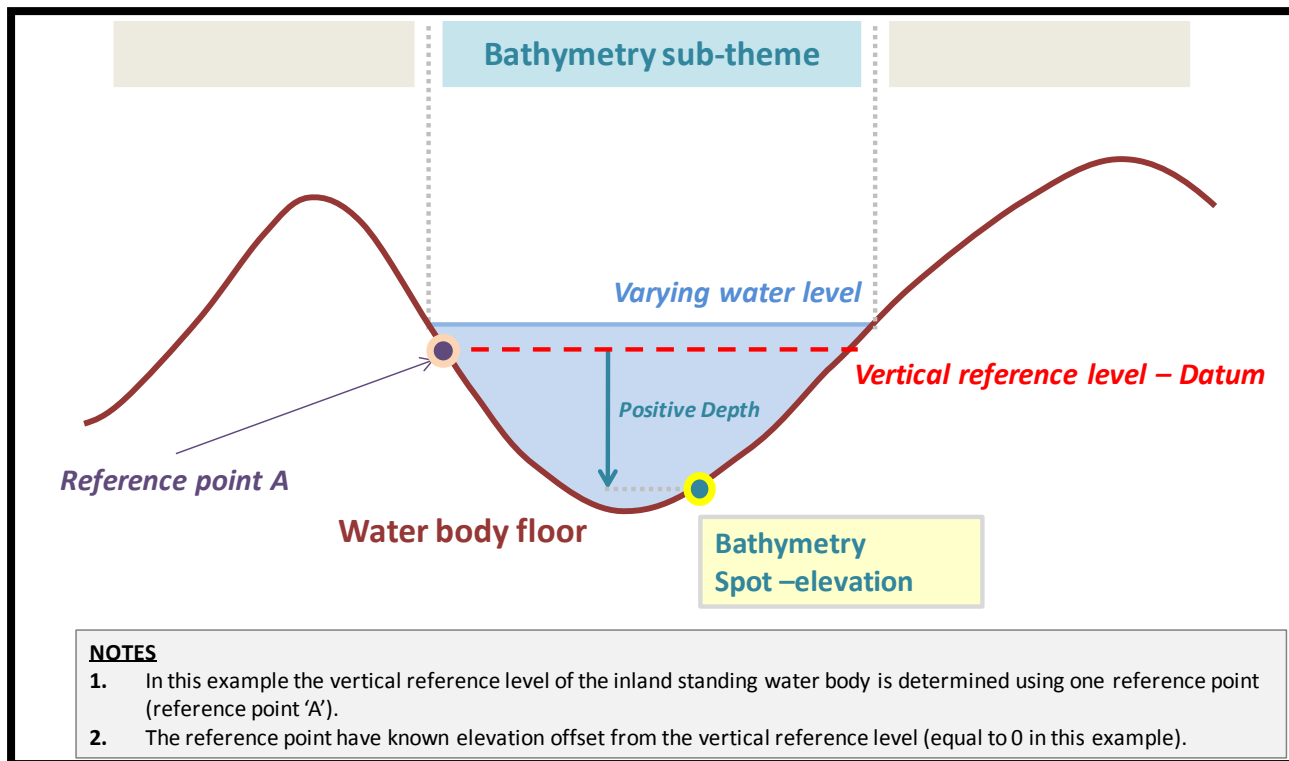 Bathymetry sub-theme
Varying water level
Vertical reference level – Datum
Positive Depth
Reference point A
Water body floor
Bathymetry
Spot –elevation
NOTES
1. In this example the vertical reference level of the inland standing water body is determined using one reference point
(reference point ‘A’).
2. The reference point have known elevation offset from the vertical reference level (equal to 0 in this example).